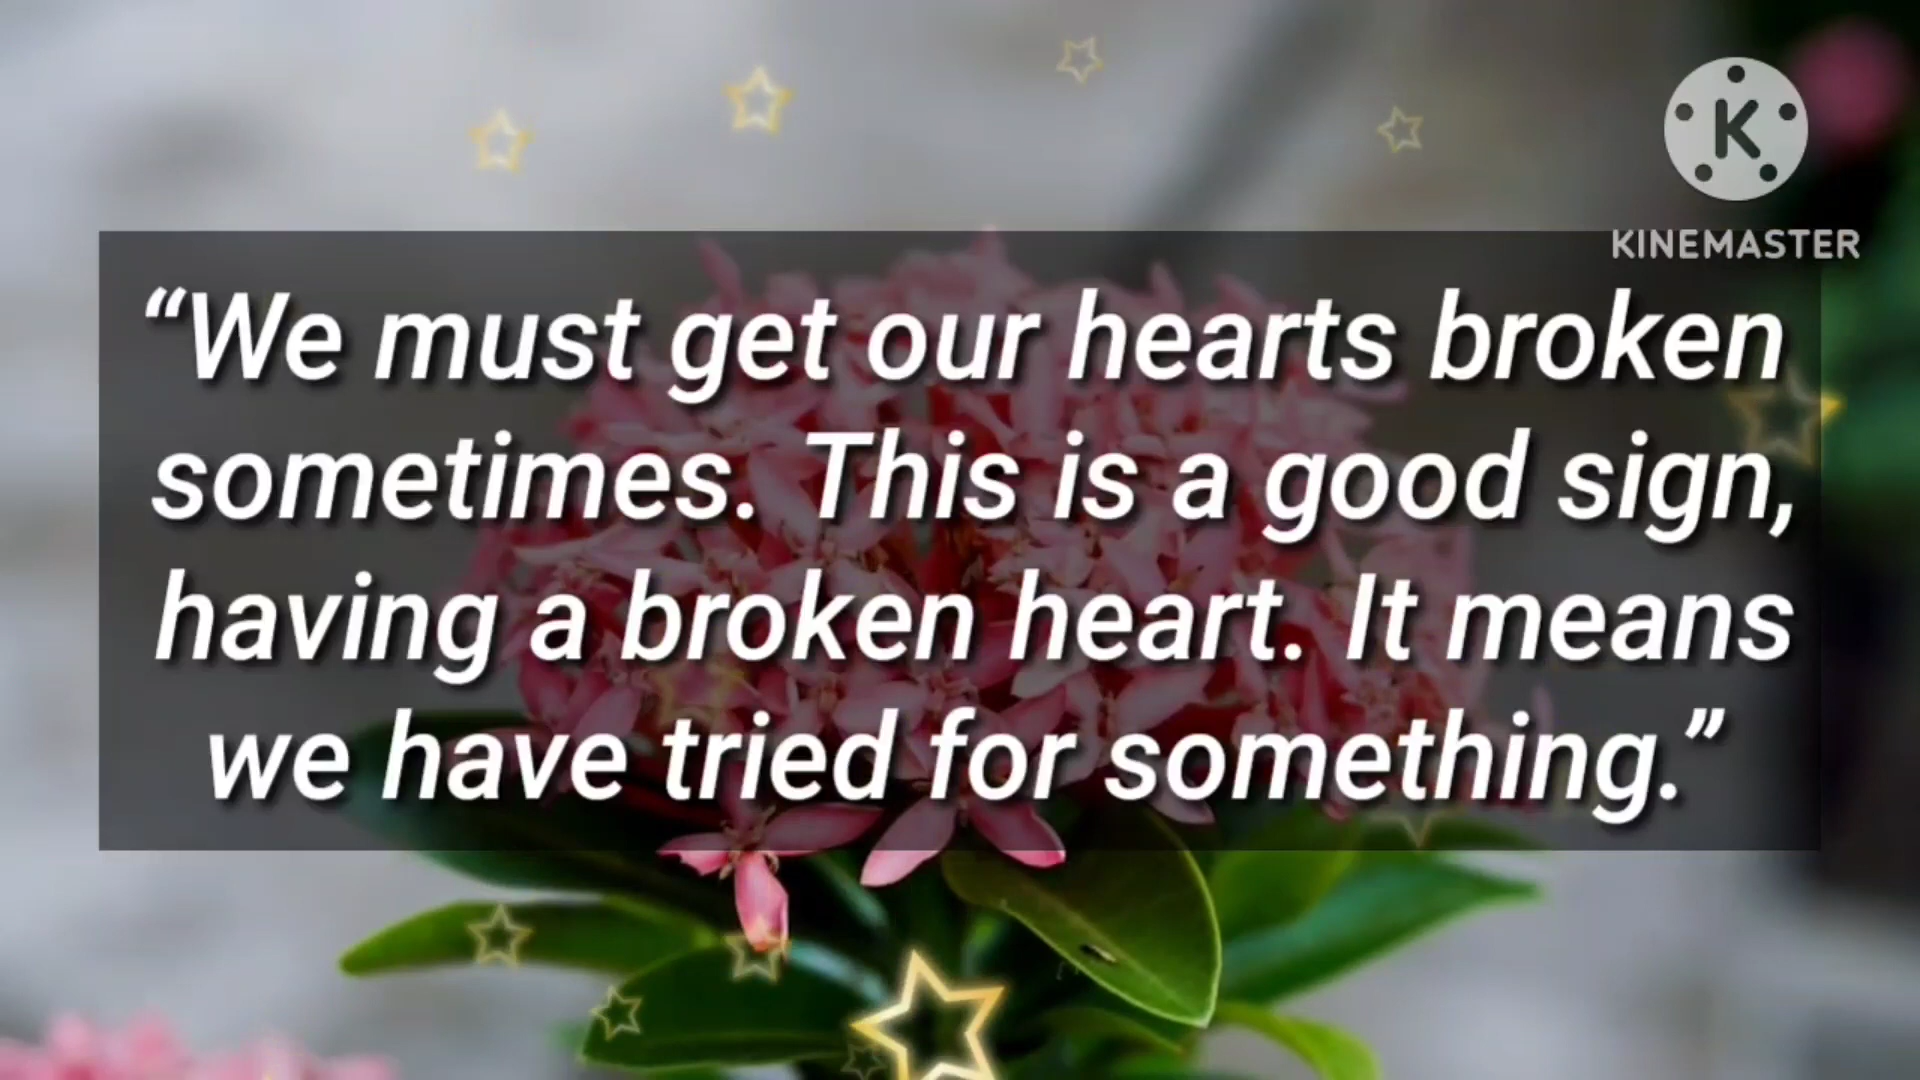 K
KINEMASTER
“We must get our hearts broken
sometimes. This is a good sign,
having a broken heart. It means
we have tried for something.”